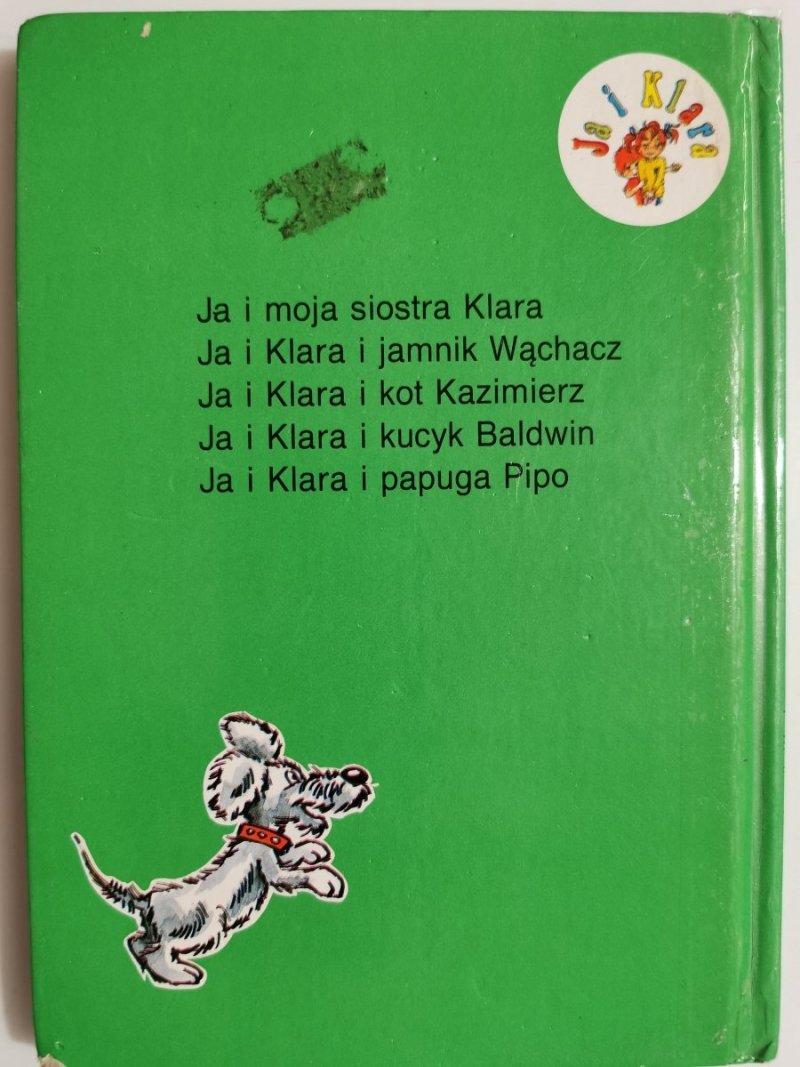 Ja i Klara
Ja i moja siostra Klara
Ja i Klara i jamnik Wąchacz
Ja i Klara i kot Kazimierz
Ja i Klara i kucyk Baldwin
Ja i Klara i papuga Pipo